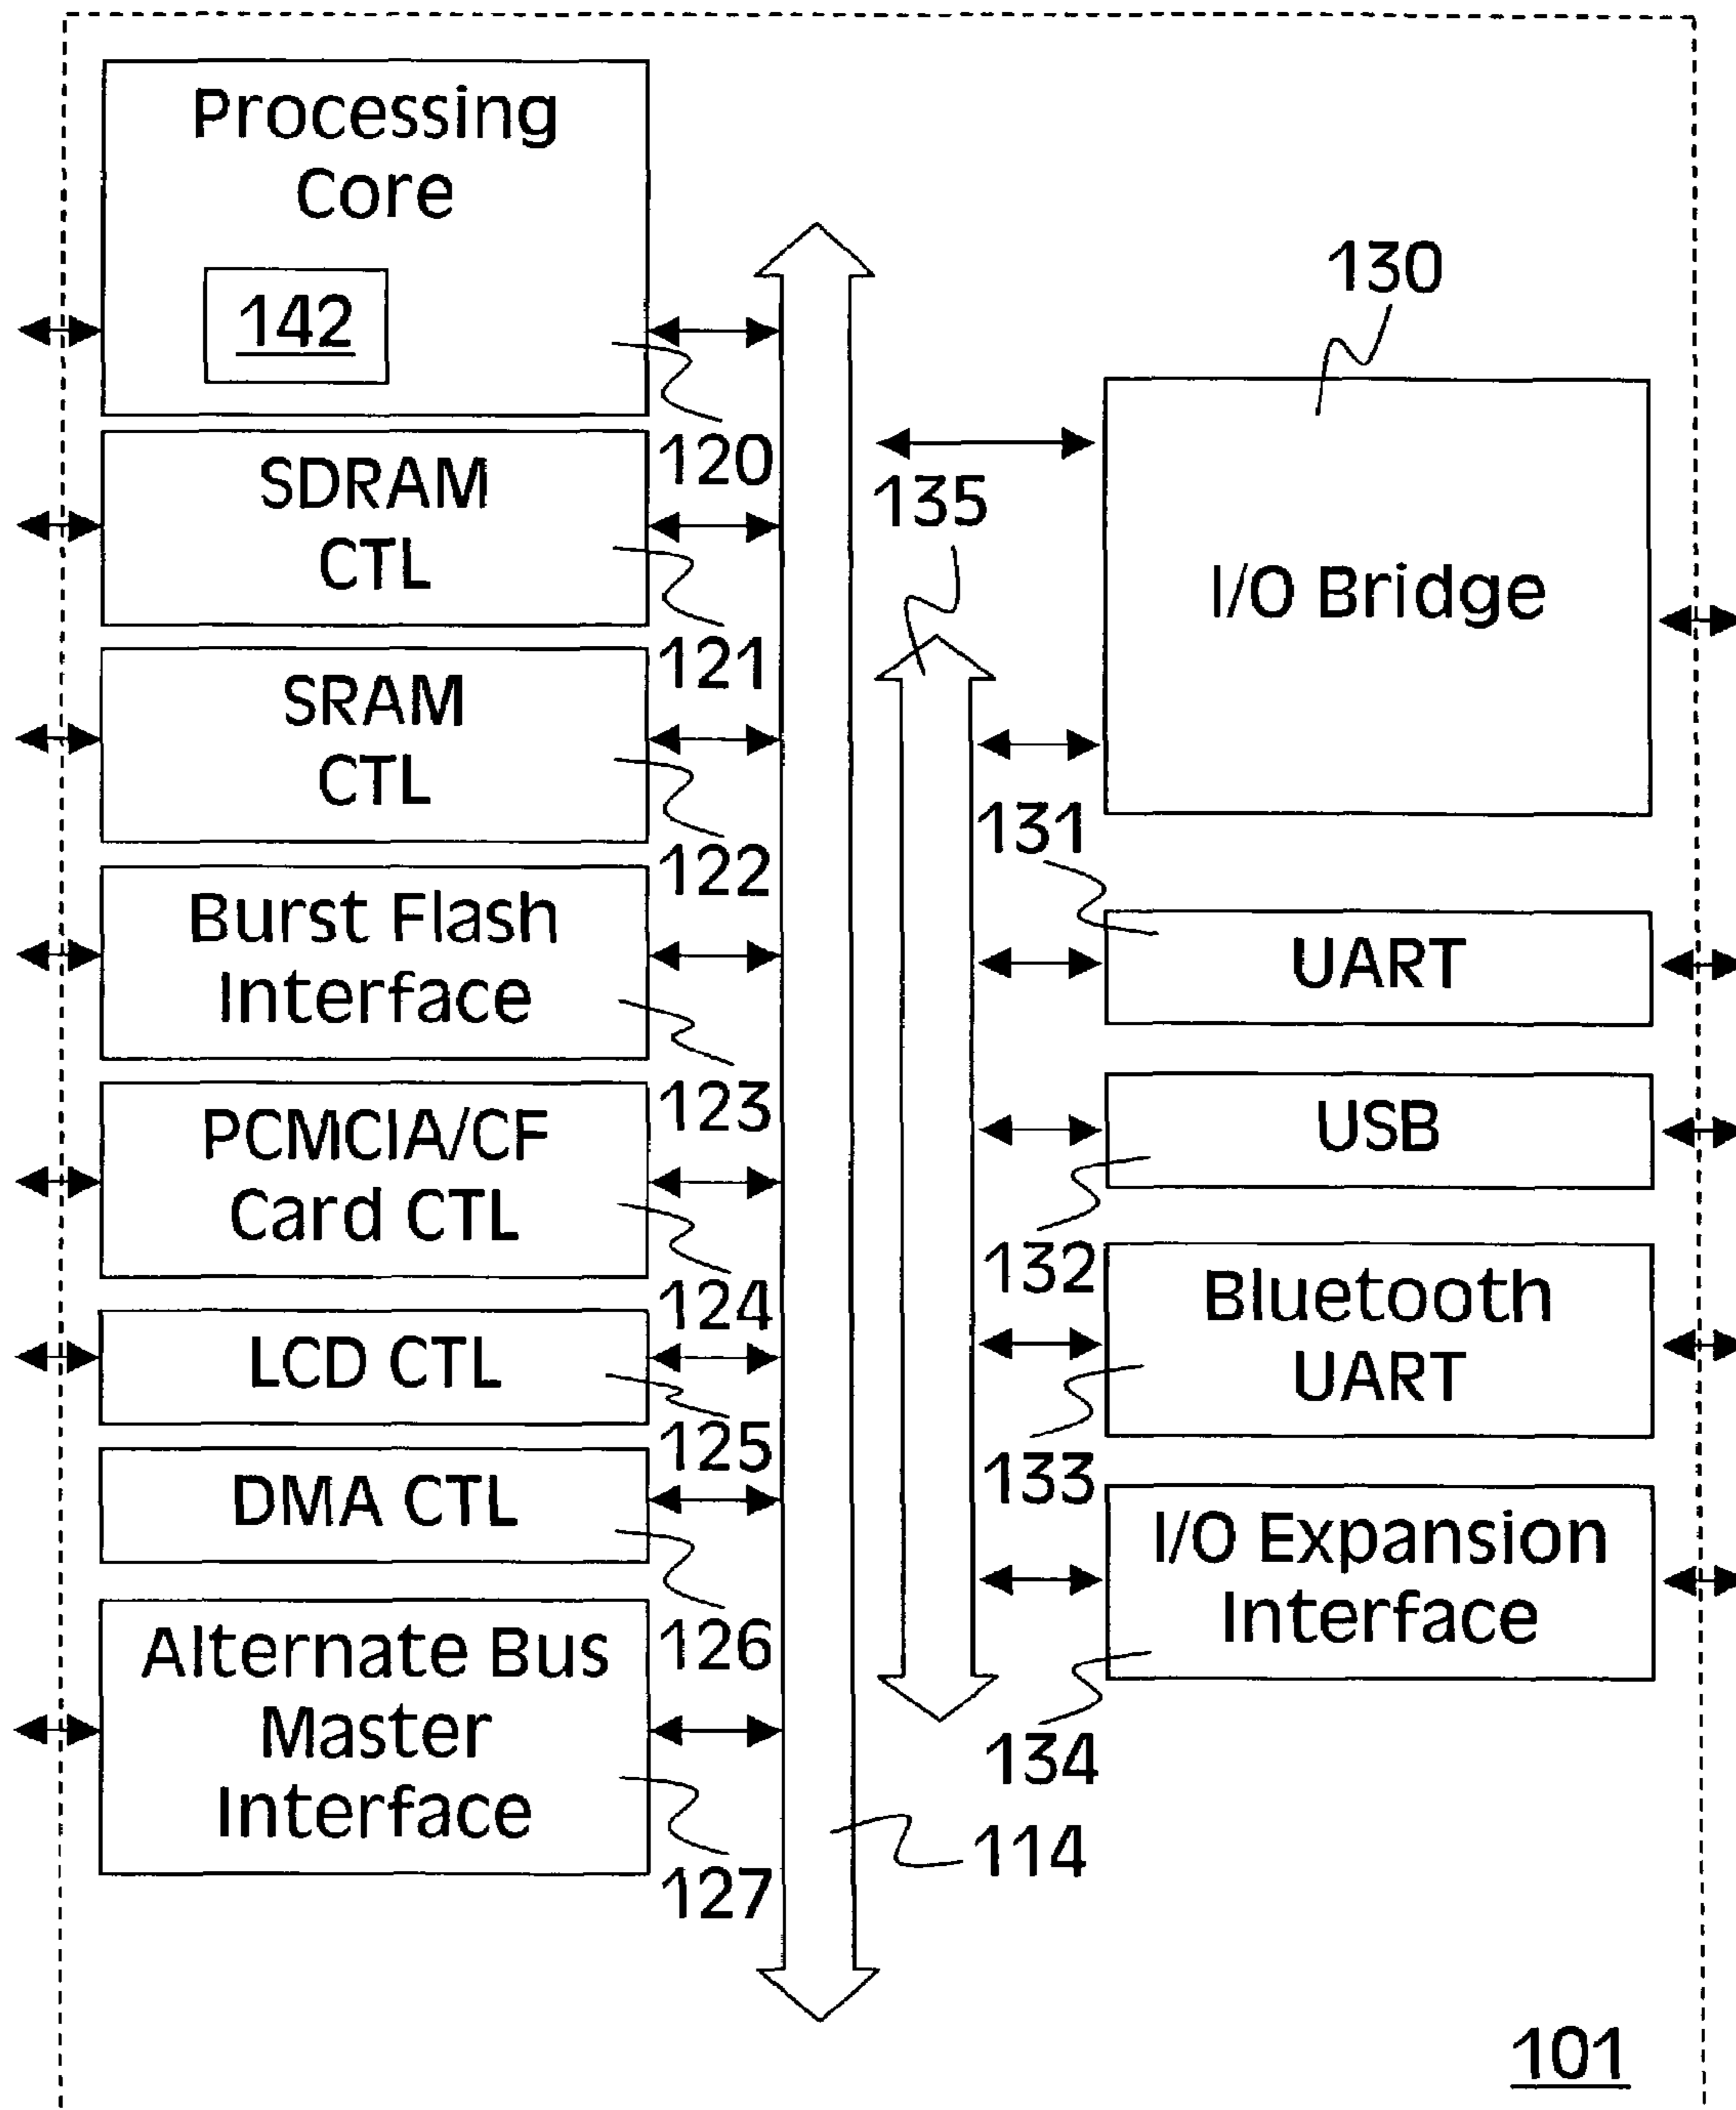 Processing
Core
142
120
SDRAM
CTL
121
SRAM
CTL
122
Burst Flash
Interface
123
PCMCIA/CF
Card CTL
124
LCD CTL
125
DMA CTL
126
Alternate Bus
Master
Interface
127
130
135
I/O Bridge
131
UART
USB
132
Bluetooth
UART
133
I/O Expansion
Interface
134
114
101